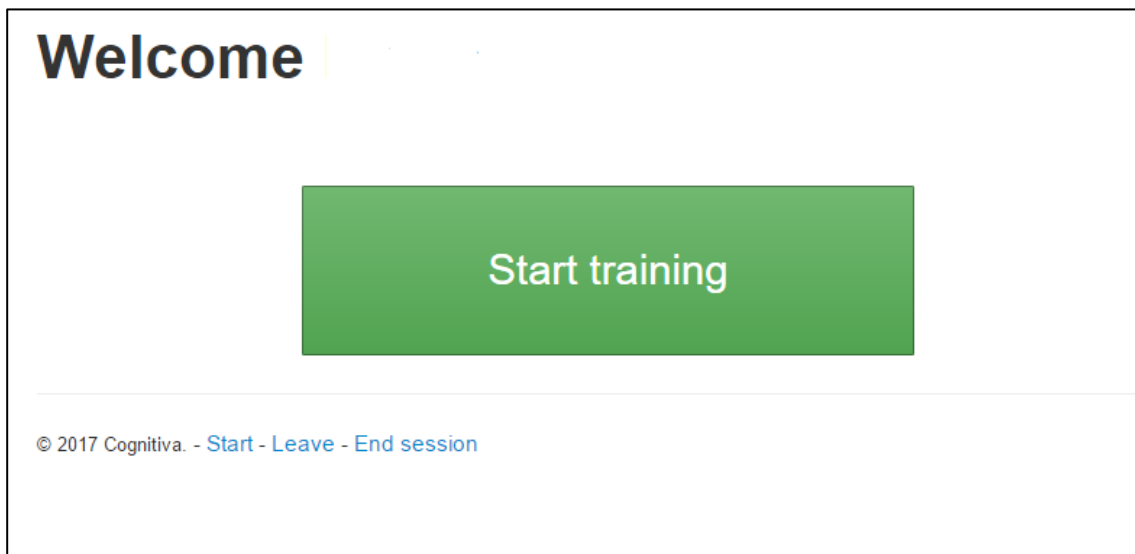 Welcome
Start training
© 2017 Cognitiva. - Start - Leave - End session